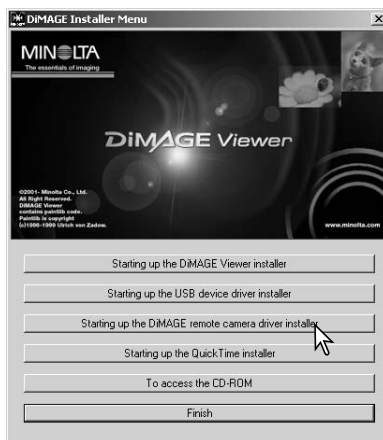 DiMAGE Installer Menu
MINOLTA
The essentials of imaging
DiMAGE Viewer
©2001- Minolta Co., Ltd.
All Right Reserved.
DiMAGE Viewer
contains paintlib code.
Paintlib is copyright
(c)1996-1999 Ulrich von Zadow.
www.minolta.com
Starting up the DiMAGE Viewer installer
Starting up the USB device driver installer
Starting up the DiMAGE remote camera driver installer
Starting up the QuickTime installer
To access the CD-ROM
Finish